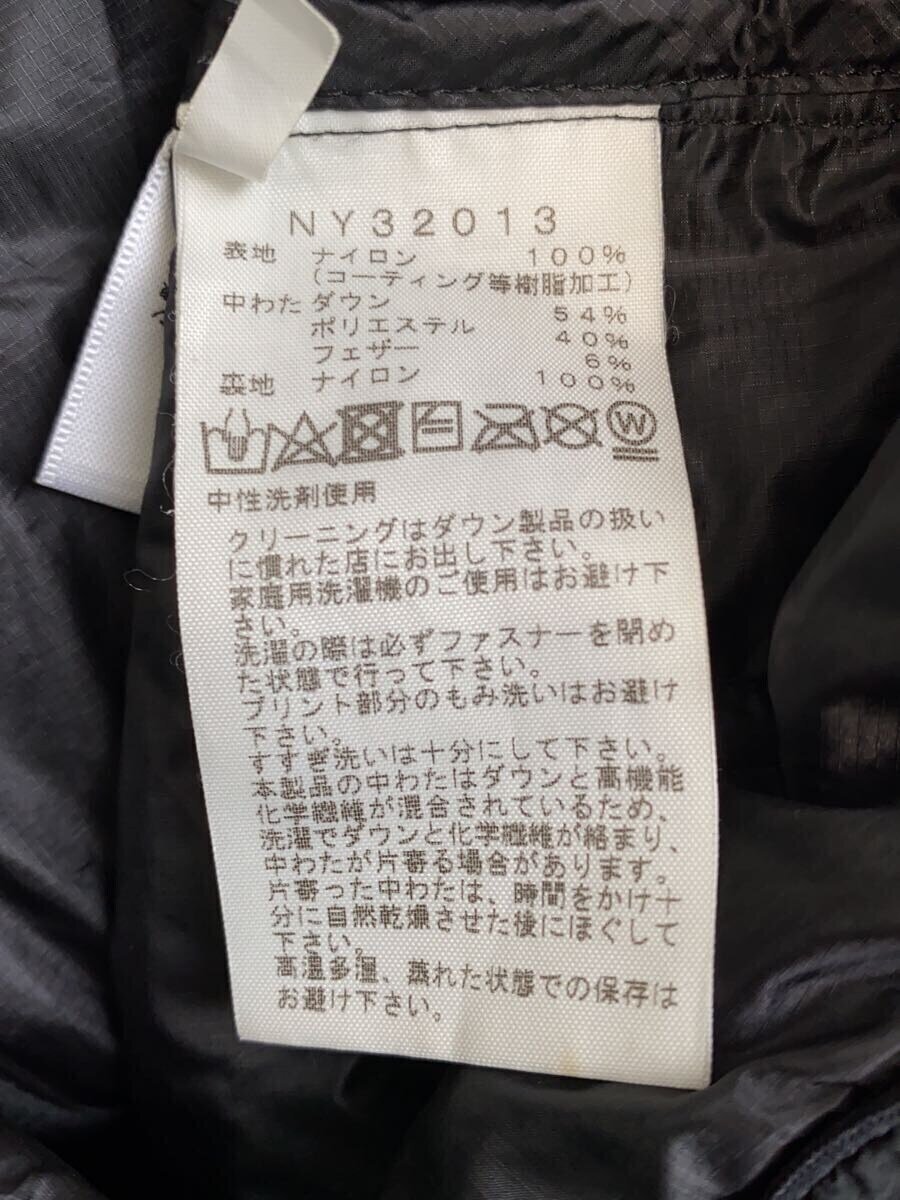 NY32013
表地 ナイロン 100%
(コーティング等樹脂加工)
中わた ダウン 54%
ポリエステル 40%
フェザー 6%
裏地 ナイロン 100%
W
中性洗剤使用
クリーニングはダウン製品の扱い
に慣れた店にお出し下さい。
家庭用洗濯機のご使用はお避け下
さい。
洗濯の際は必ずファスナーを閉め
た状態で行って下さい。
プリント部分のもみ洗いはお避け
下さい。
すすぎ洗いは十分にして下さい。
本製品の中わたはダウンと高機能
化学繊維が混合されているため、
洗濯でダウンと化学繊維が絡まり、
中わたが片寄る場合があります。
片寄った中わたは、時間をかけ十
分に自然乾燥させた後にほぐして
下さい。
高温多湿、蒸れた状態での保存は
お避け下さい。